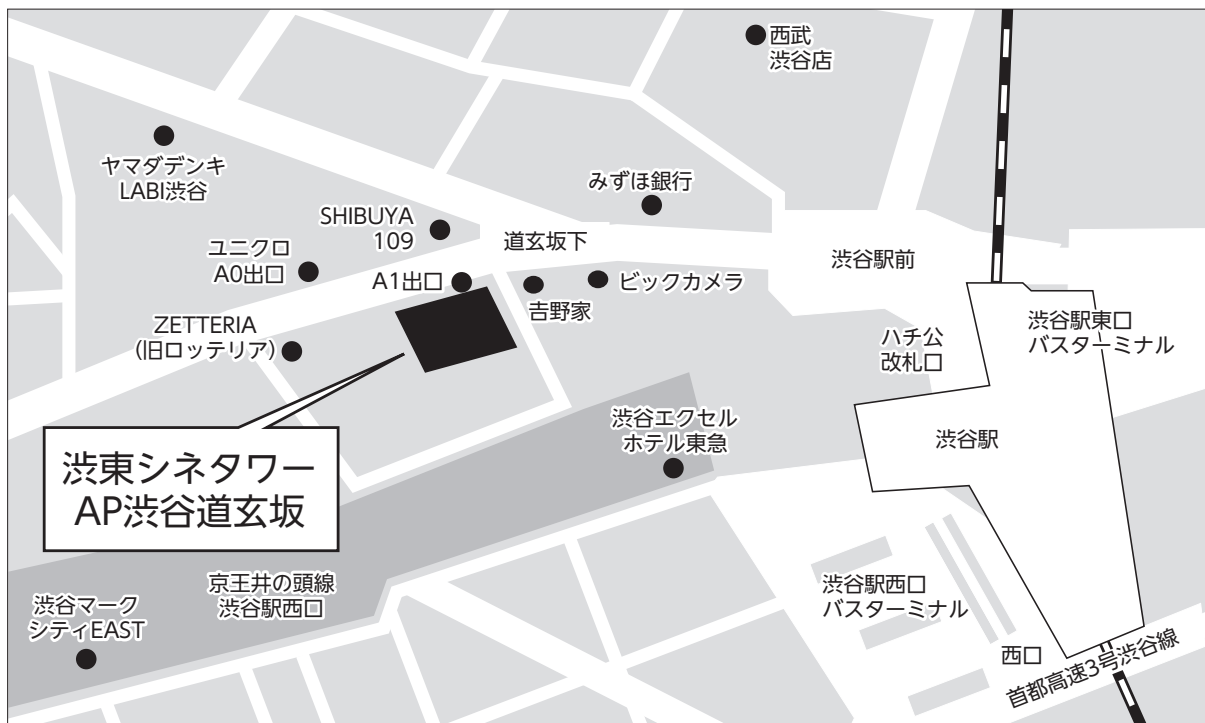 西武
渋谷店
ヤマダデンキ
LABI渋谷
みずほ銀行
SHIBUYA
109
道玄坂下
渋谷駅前
ユニクロ
A0出口
A1出口
ビックカメラ
吉野家
ZETTERIA
(旧ロッテリア)
ハチ公
改札口
渋谷駅東口
バスターミナル
渋谷エクセル
ホテル東急
渋谷駅
渋東シネタワー
AP渋谷道玄坂
京王井の頭線
渋谷駅西口
渋谷マーク
シティEAST
渋谷駅西口
バスターミナル
西口
首都高速3号渋谷線